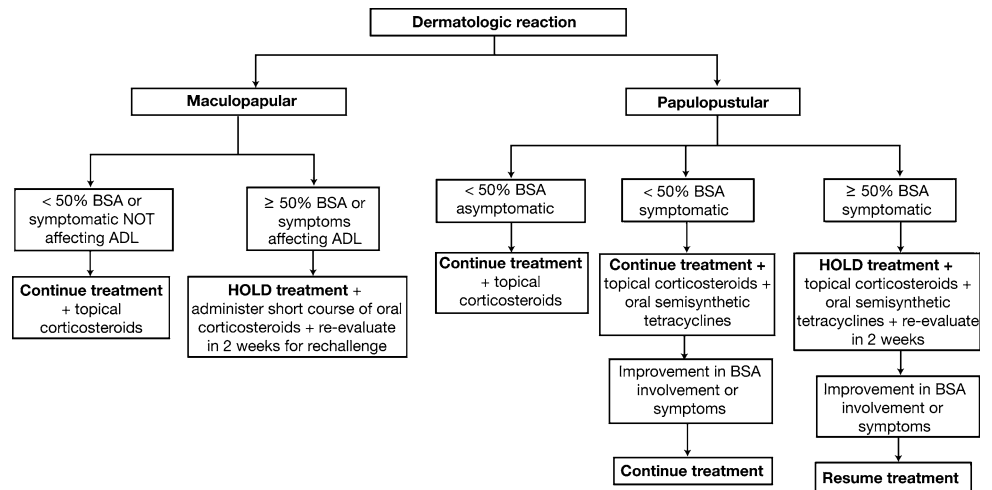 Dermatologic reaction
Maculopapular
Papulopustular
< 50% BSA or
symptomatic NOT
affecting ADL
≥ 50% BSA or
symptoms
affecting ADL
< 50% BSA
asymptomatic
< 50% BSA
symptomatic
≥ 50% BSA
symptomatic
Continue treatment
+ topical
corticosteroids
HOLD treatment +
administer short course of oral
corticosteroids + re-evaluate
in 2 weeks for rechallenge
Continue treatment
+ topical
corticosteroids
Continue treatment +
topical corticosteroids +
oral semisynthetic
tetracyclines
HOLD treatment +
topical corticosteroids +
oral semisynthetic
tetracyclines + re-evaluate
in 2 weeks
Improvement in BSA
involvement or
symptoms
Improvement in BSA
involvement or
symptoms
Continue treatment
Resume treatment